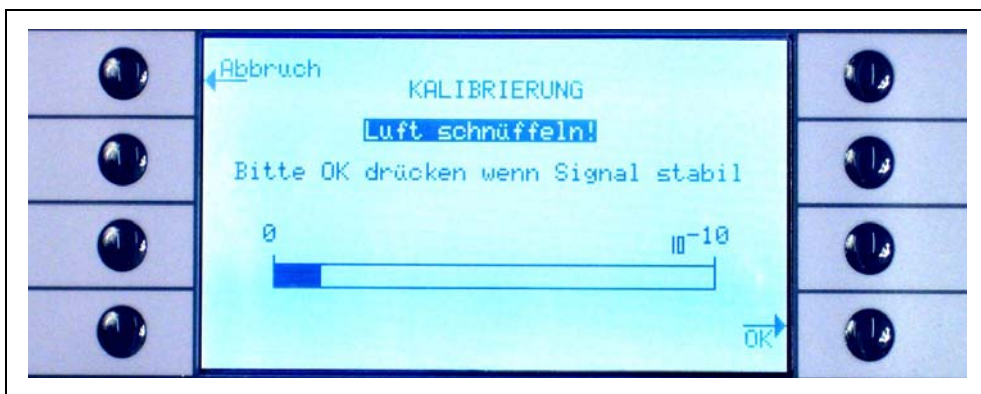 Abbruch
KALIBRIERUNG
Luft schnüffeln!
Bitte OK drücken wenn Signal stabil
0 10-10
OK